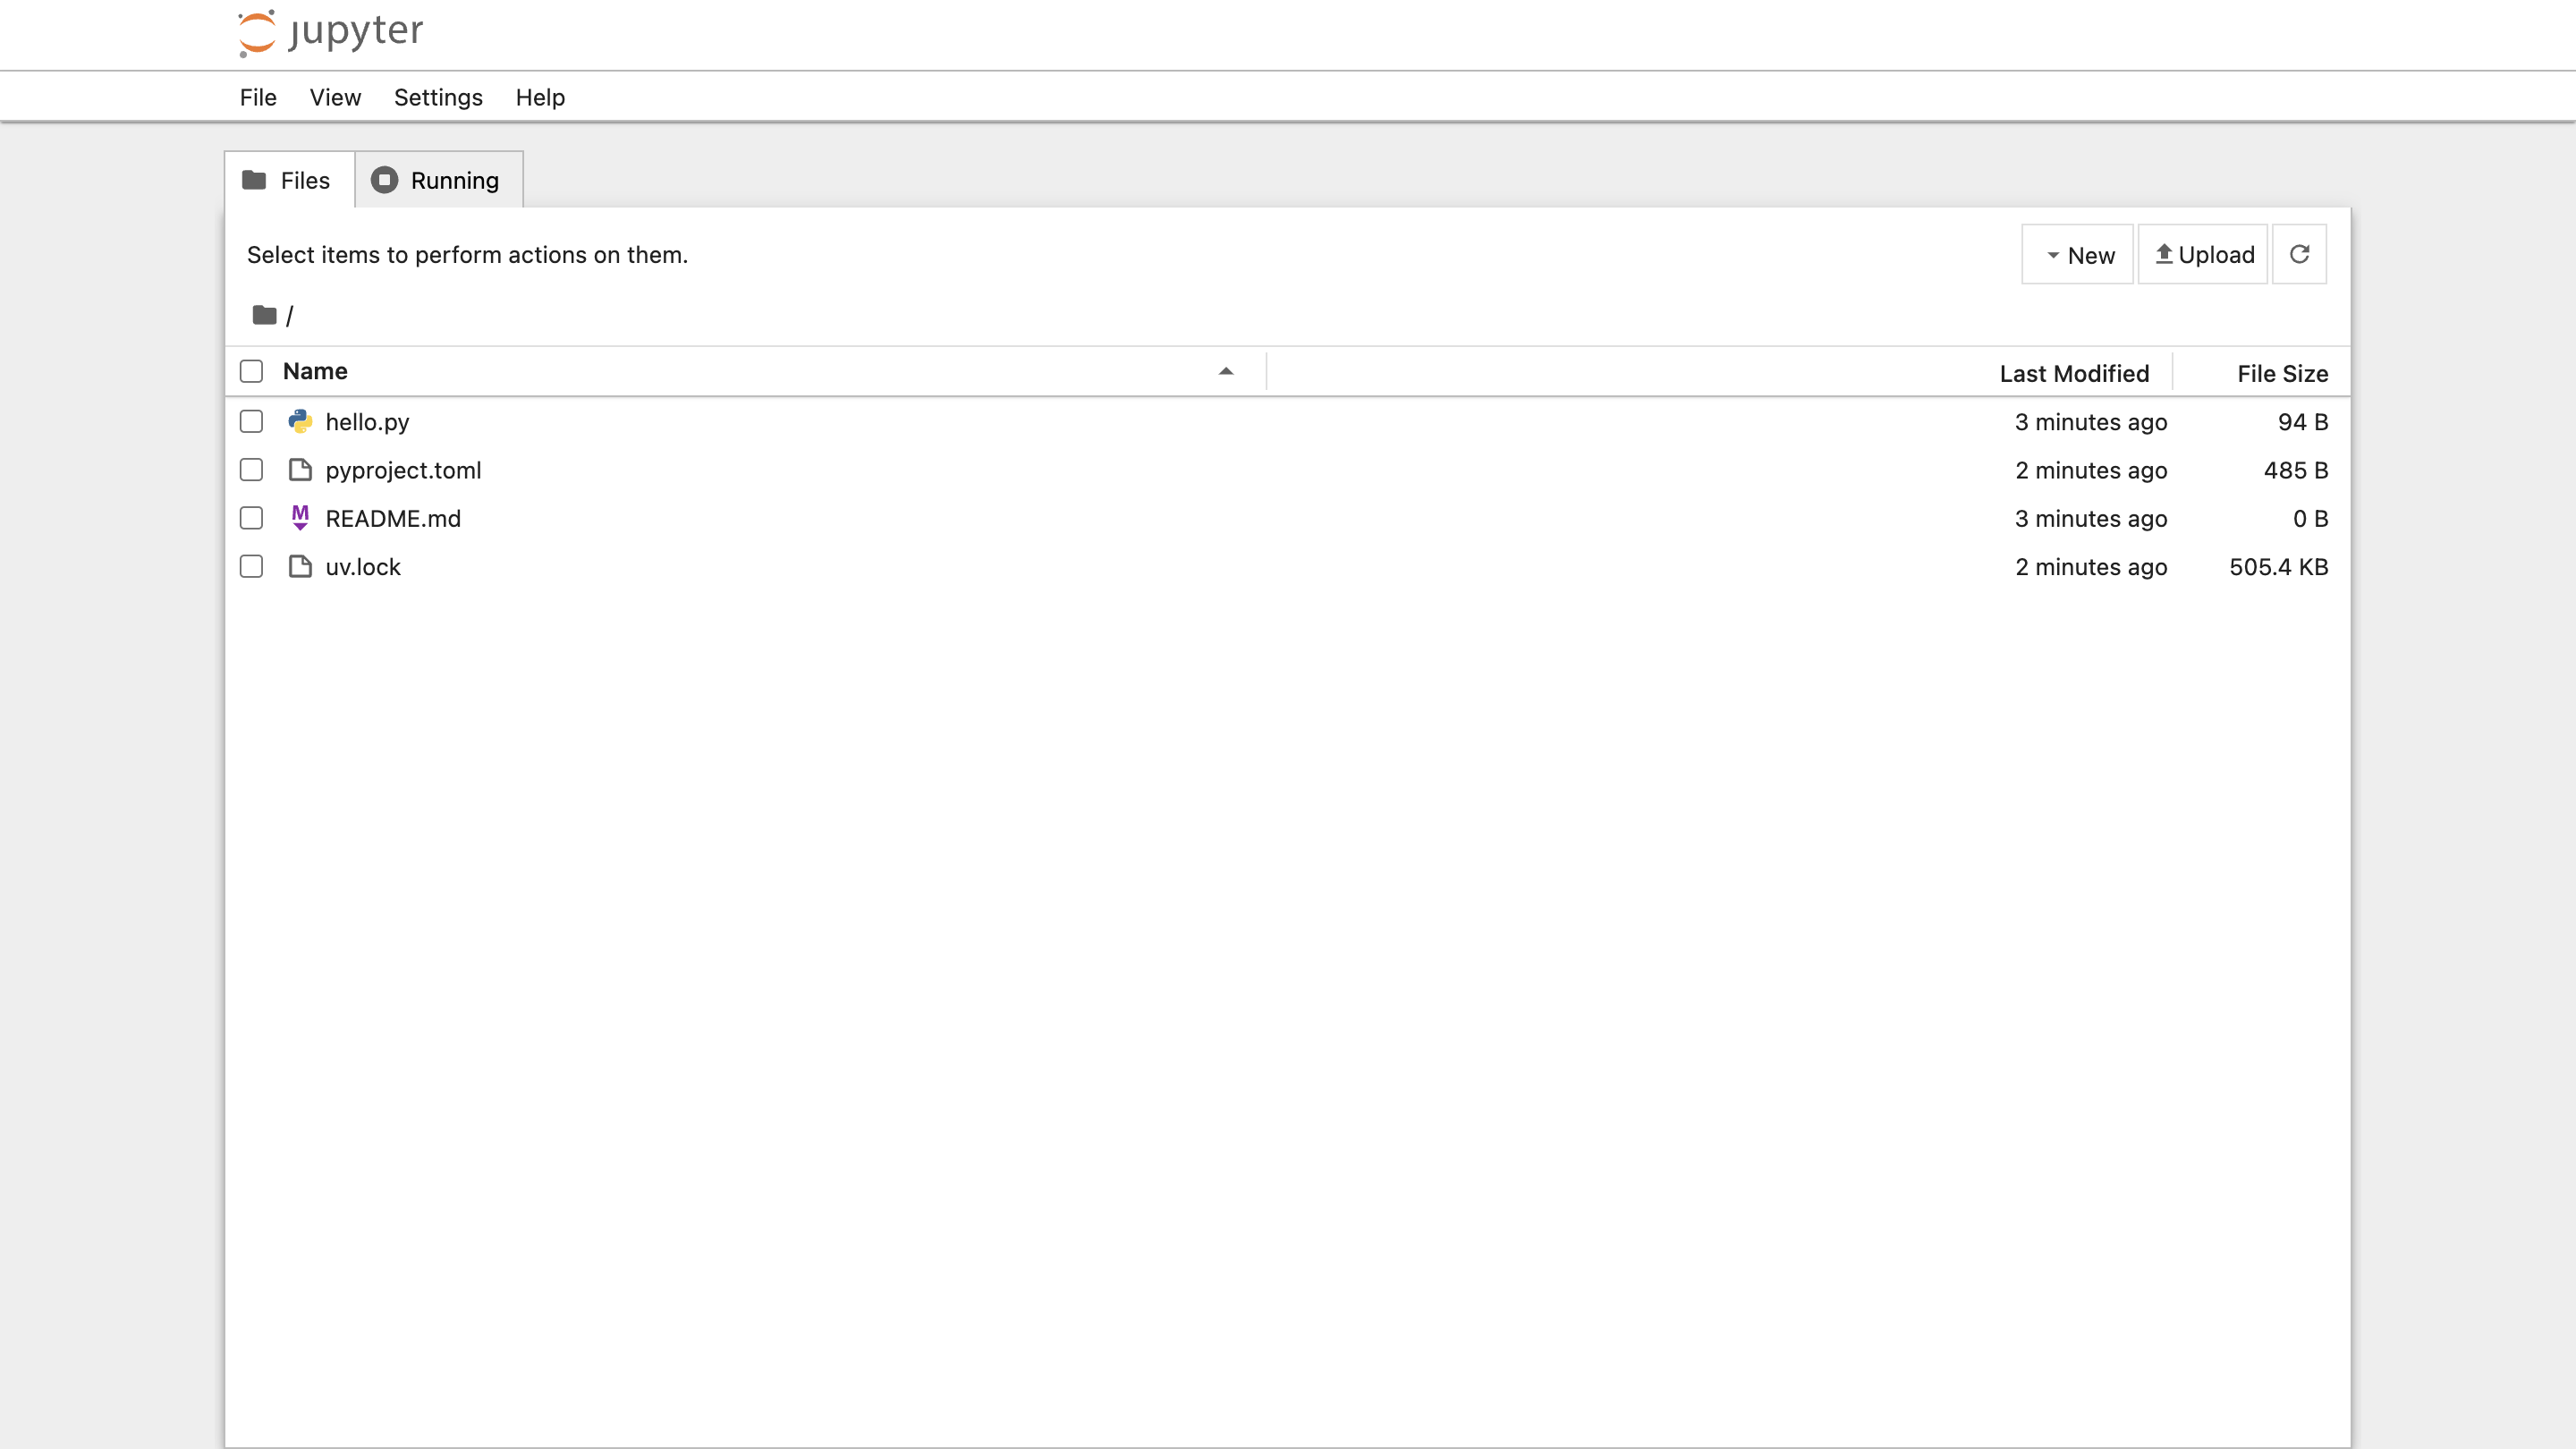 jupyter
File View Settings Help
Files Running
Select items to perform actions on them. New Upload
/
Name Last Modified File Size
hello.py 3 minutes ago 94 B
pyproject.toml 2 minutes ago 485 B
README.md 3 minutes ago 0 B
uv.lock 2 minutes ago 505.4 KB